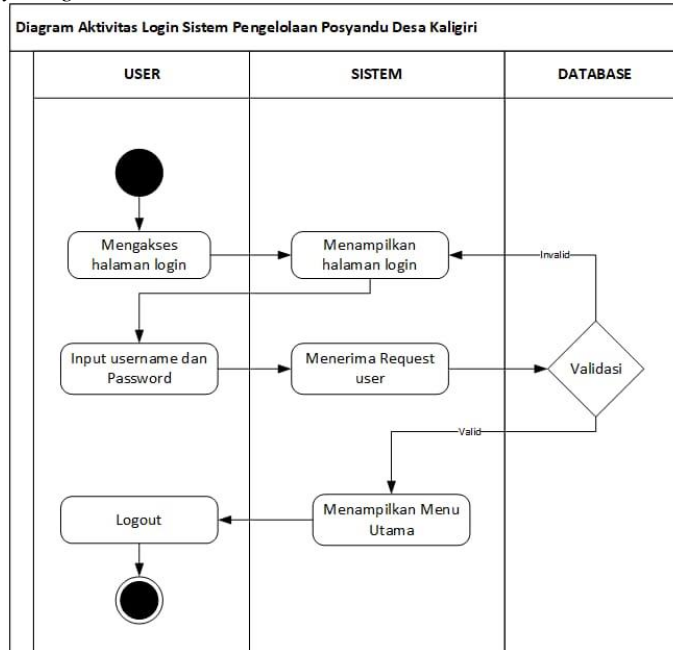 Diagram Aktivitas Login Sistem Pengelolaan Posyandu Desa Kaligiri
USER
SISTEM
DATABASE
Mengakses
halaman login
Menampilkan
halaman login
Invalid
Input username dan
Password
Menerima Request
user
Validasi
Valid
Logout
Menampilkan Menu
Utama